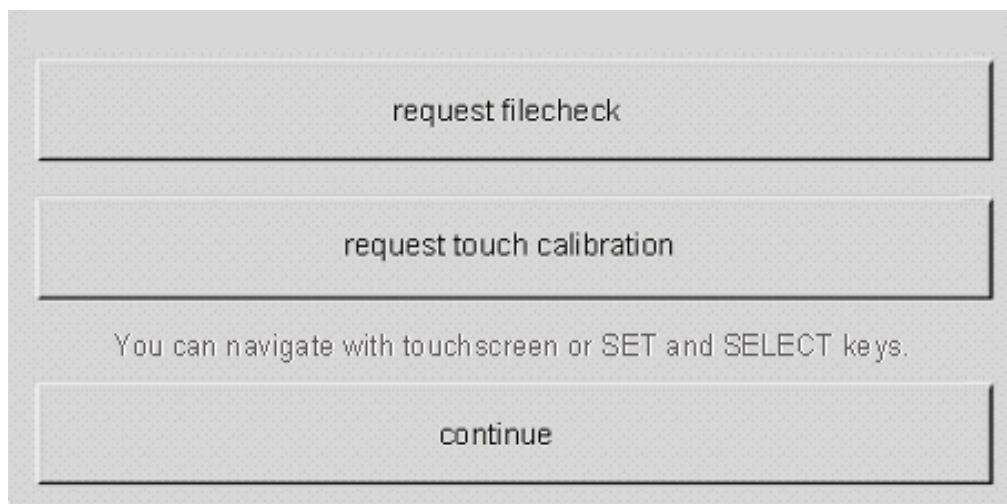 request filecheck
request touch calibration
You can navigate with touchscreen or SET and SELECT keys.
continue